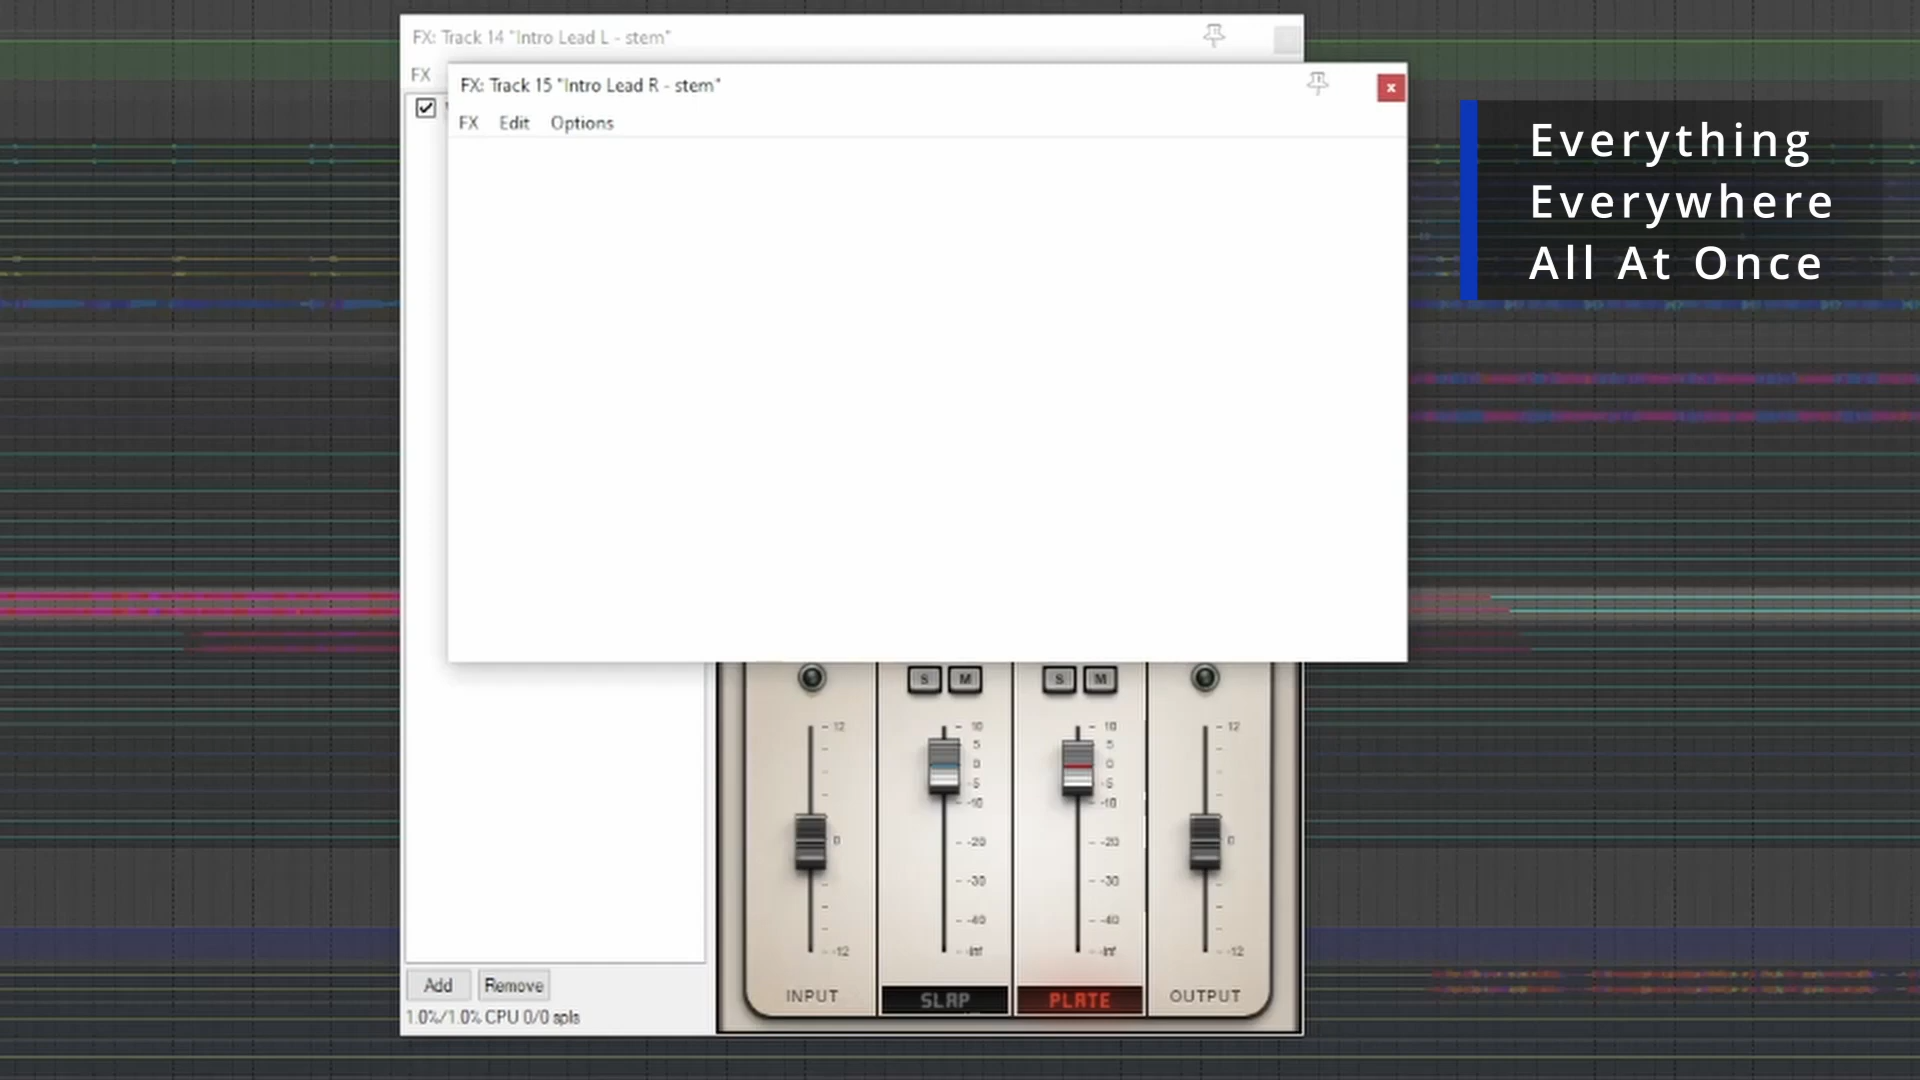 FX: Track 14 "Intro Lead L - stem"
FX
FX: Track 15 "Intro Lead R - stem"
x
FX Edit Options
Everything
Everywhere
All At Once
S M S M
12 10 10 12
5 5
0 0
-5 -5
-10 -10
0 -20 -20 0
-30 -30
-40 -40
-12 -Inf -Inf -12
INPUT SLAP PLATE OUTPUT
Add Remove
1.0%/1.0% CPU 0/0 spls